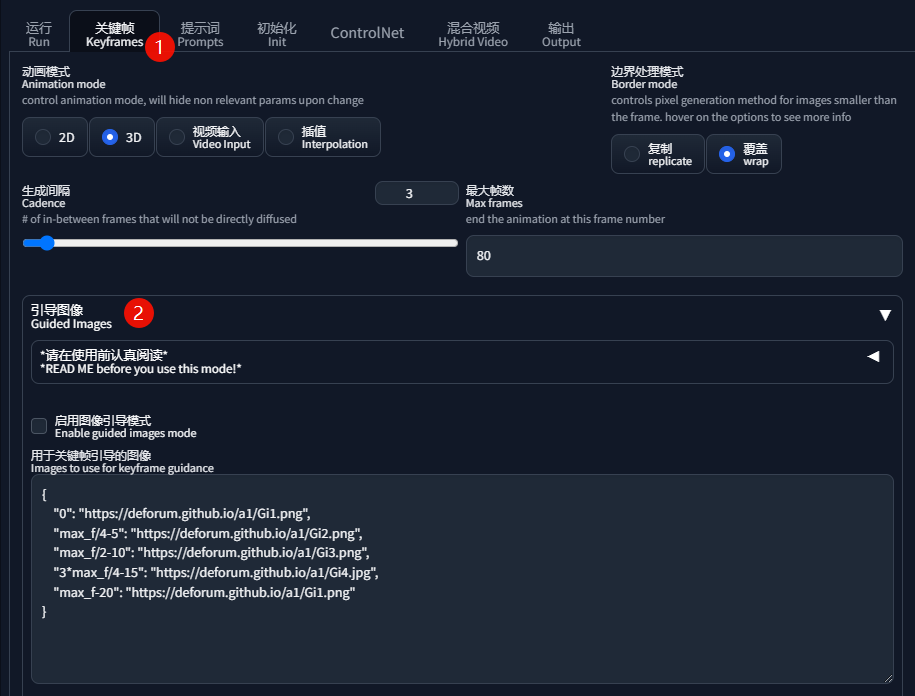 运行 关键帧 提示词 初始化 ControlNet 混合视频 输出
Run Keyframes Prompts Init Hybrid Video Output
1
动画模式
Animation mode
control animation mode, will hide non relevant params upon change
2D
3D
视频输入
Video Input
插值
Interpolation
边界处理模式
Border mode
controls pixel generation method for images smaller than
the frame. hover on the options to see more info
复制
replicate
覆盖
wrap
生成间隔
Cadence
# of in-between frames that will not be directly diffused
3
最大帧数
Max frames
end the animation at this frame number
80
引导图像
Guided Images
2
*请在使用前认真阅读*
*READ ME before you use this mode!*
启用图像引导模式
Enable guided images mode
用于关键帧引导的图像
Images to use for keyframe guidance
{
"0": "https://deforum.github.io/a1/Gi1.png",
"max_f/4-5": "https://deforum.github.io/a1/Gi2.png",
"max_f/2-10": "https://deforum.github.io/a1/Gi3.png",
"3*max_f/4-15": "https://deforum.github.io/a1/Gi4.jpg",
"max_f-20": "https://deforum.github.io/a1/Gi1.png"
}